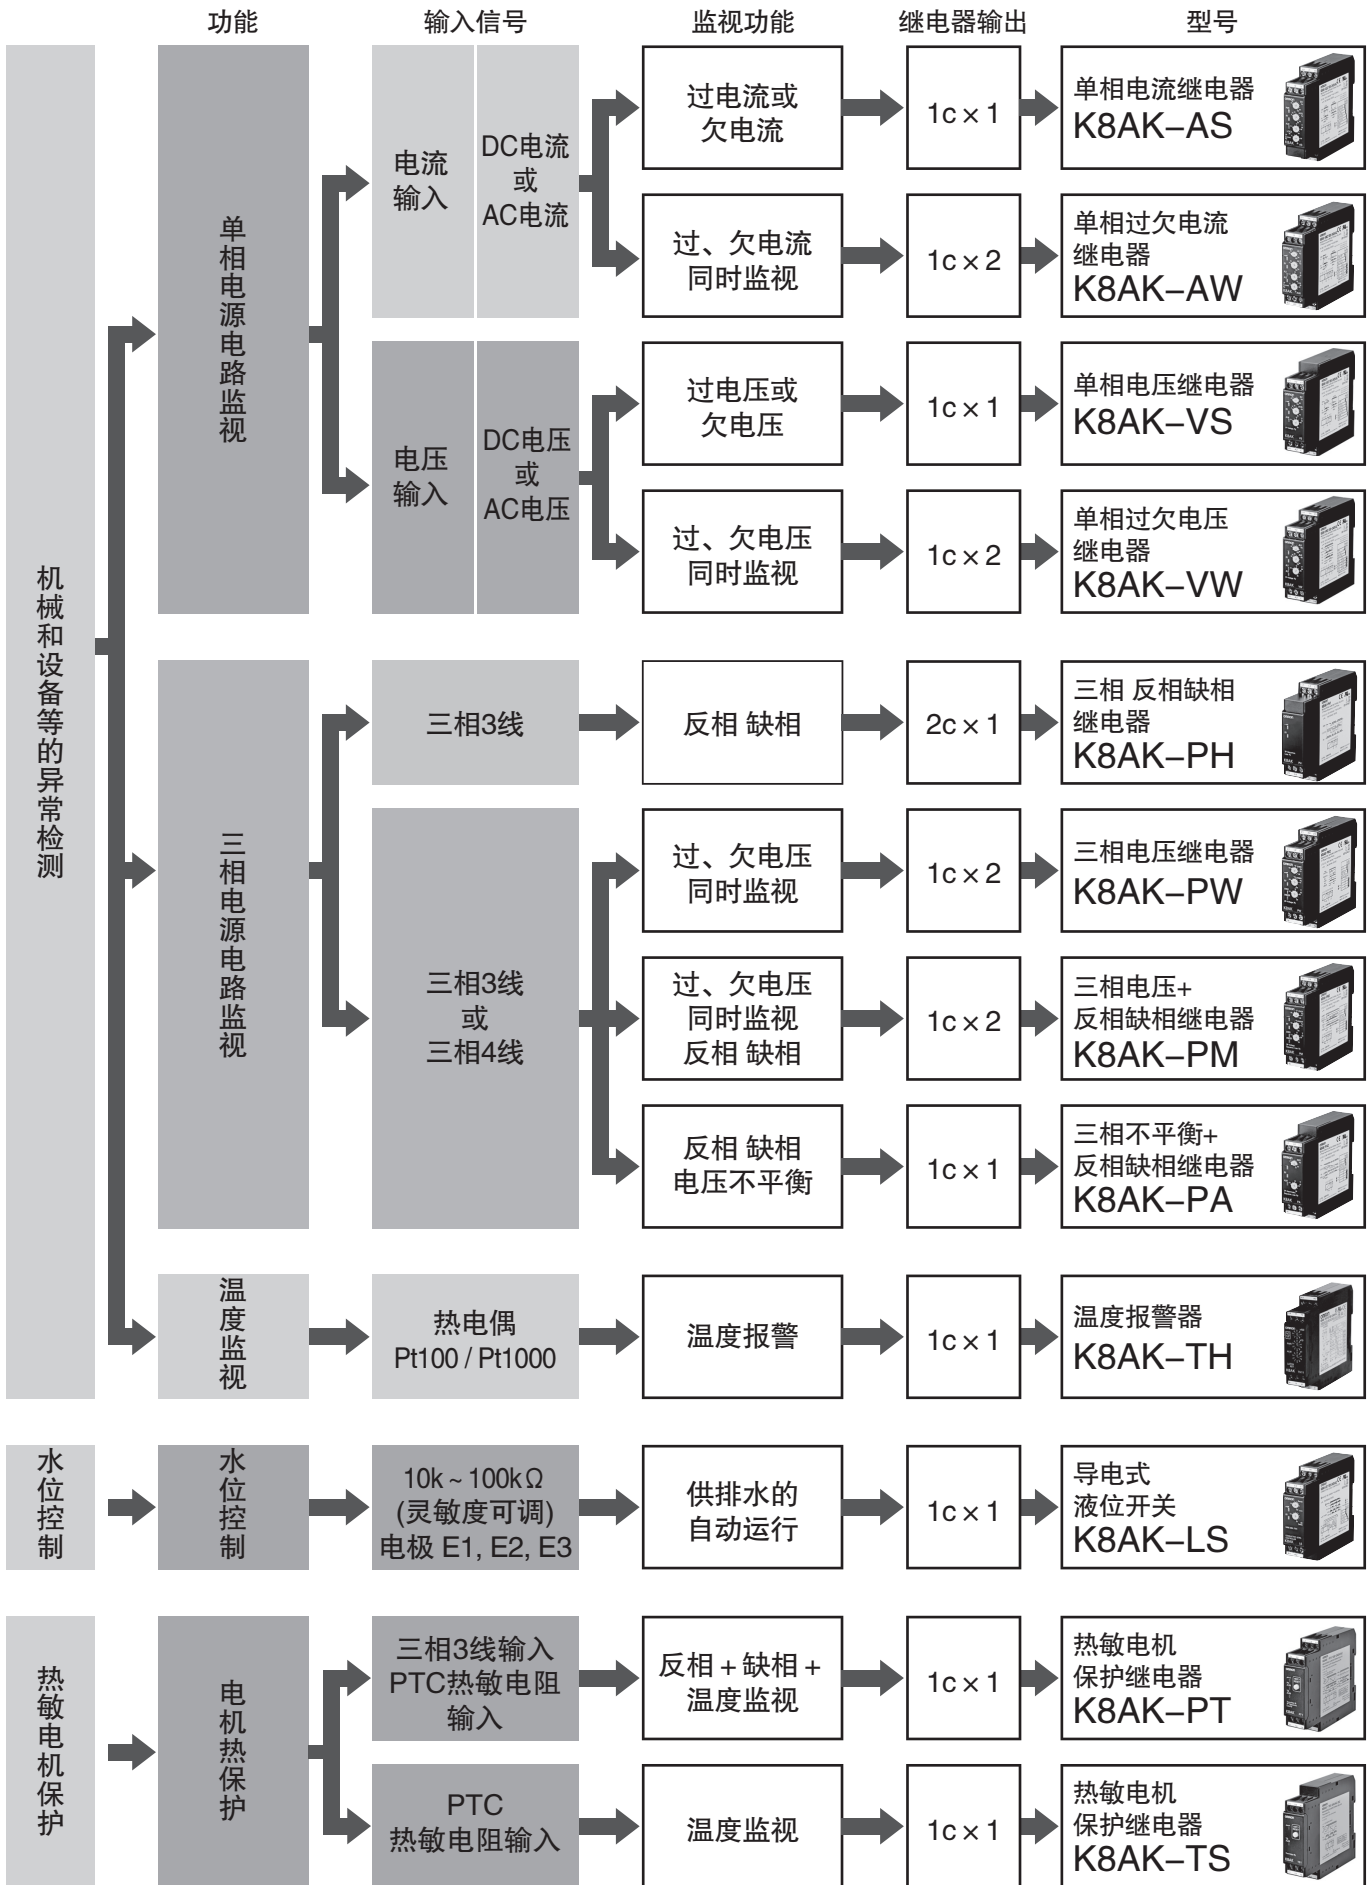 功能
输入信号
监视功能
继电器输出
型号
机械和设备等的异常检测
单相电源电路监视
电流
输入
DC电流
或
AC电流
过电流或
欠电流
1c × 1
单相电流继电器
K8AK–AS
过、欠电流
同时监视
1c × 2
单相过欠电流
继电器
K8AK–AW
电压
输入
DC电压
或
AC电压
过电压或
欠电压
1c × 1
单相电压继电器
K8AK–VS
过、欠电压
同时监视
1c × 2
单相过欠电压
继电器
K8AK–VW
三相电源电路监视
三相3线
反相 缺相
2c × 1
三相 反相缺相
继电器
K8AK–PH
三相3线
或
三相4线
过、欠电压
同时监视
1c × 2
三相电压继电器
K8AK–PW
过、欠电压
同时监视
反相 缺相
1c × 2
三相电压+
反相缺相继电器
K8AK–PM
反相 缺相
电压不平衡
1c × 1
三相不平衡+
反相缺相继电器
K8AK–PA
温度监视
热电偶
Pt100 / Pt1000
温度报警
1c × 1
温度报警器
K8AK–TH
水位控制
水位控制
10k ~ 100kΩ
(灵敏度可调)
电极 E1, E2, E3
供排水的
自动运行
1c × 1
导电式
液位开关
K8AK–LS
热敏电机保护
电机热保护
三相3线输入
PTC热敏电阻
输入
反相 + 缺相 +
温度监视
1c × 1
热敏电机
保护继电器
K8AK–PT
PTC
热敏电阻输入
温度监视
1c × 1
热敏电机
保护继电器
K8AK–TS